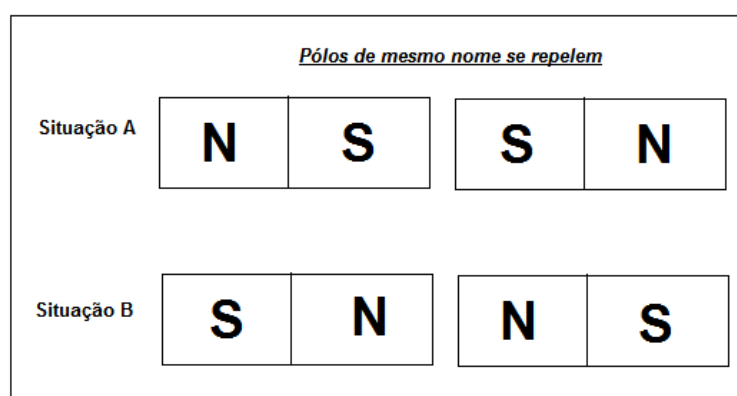 Pólos de mesmo nome se repelem
Situação A
N S S N
Situação B
S N N S